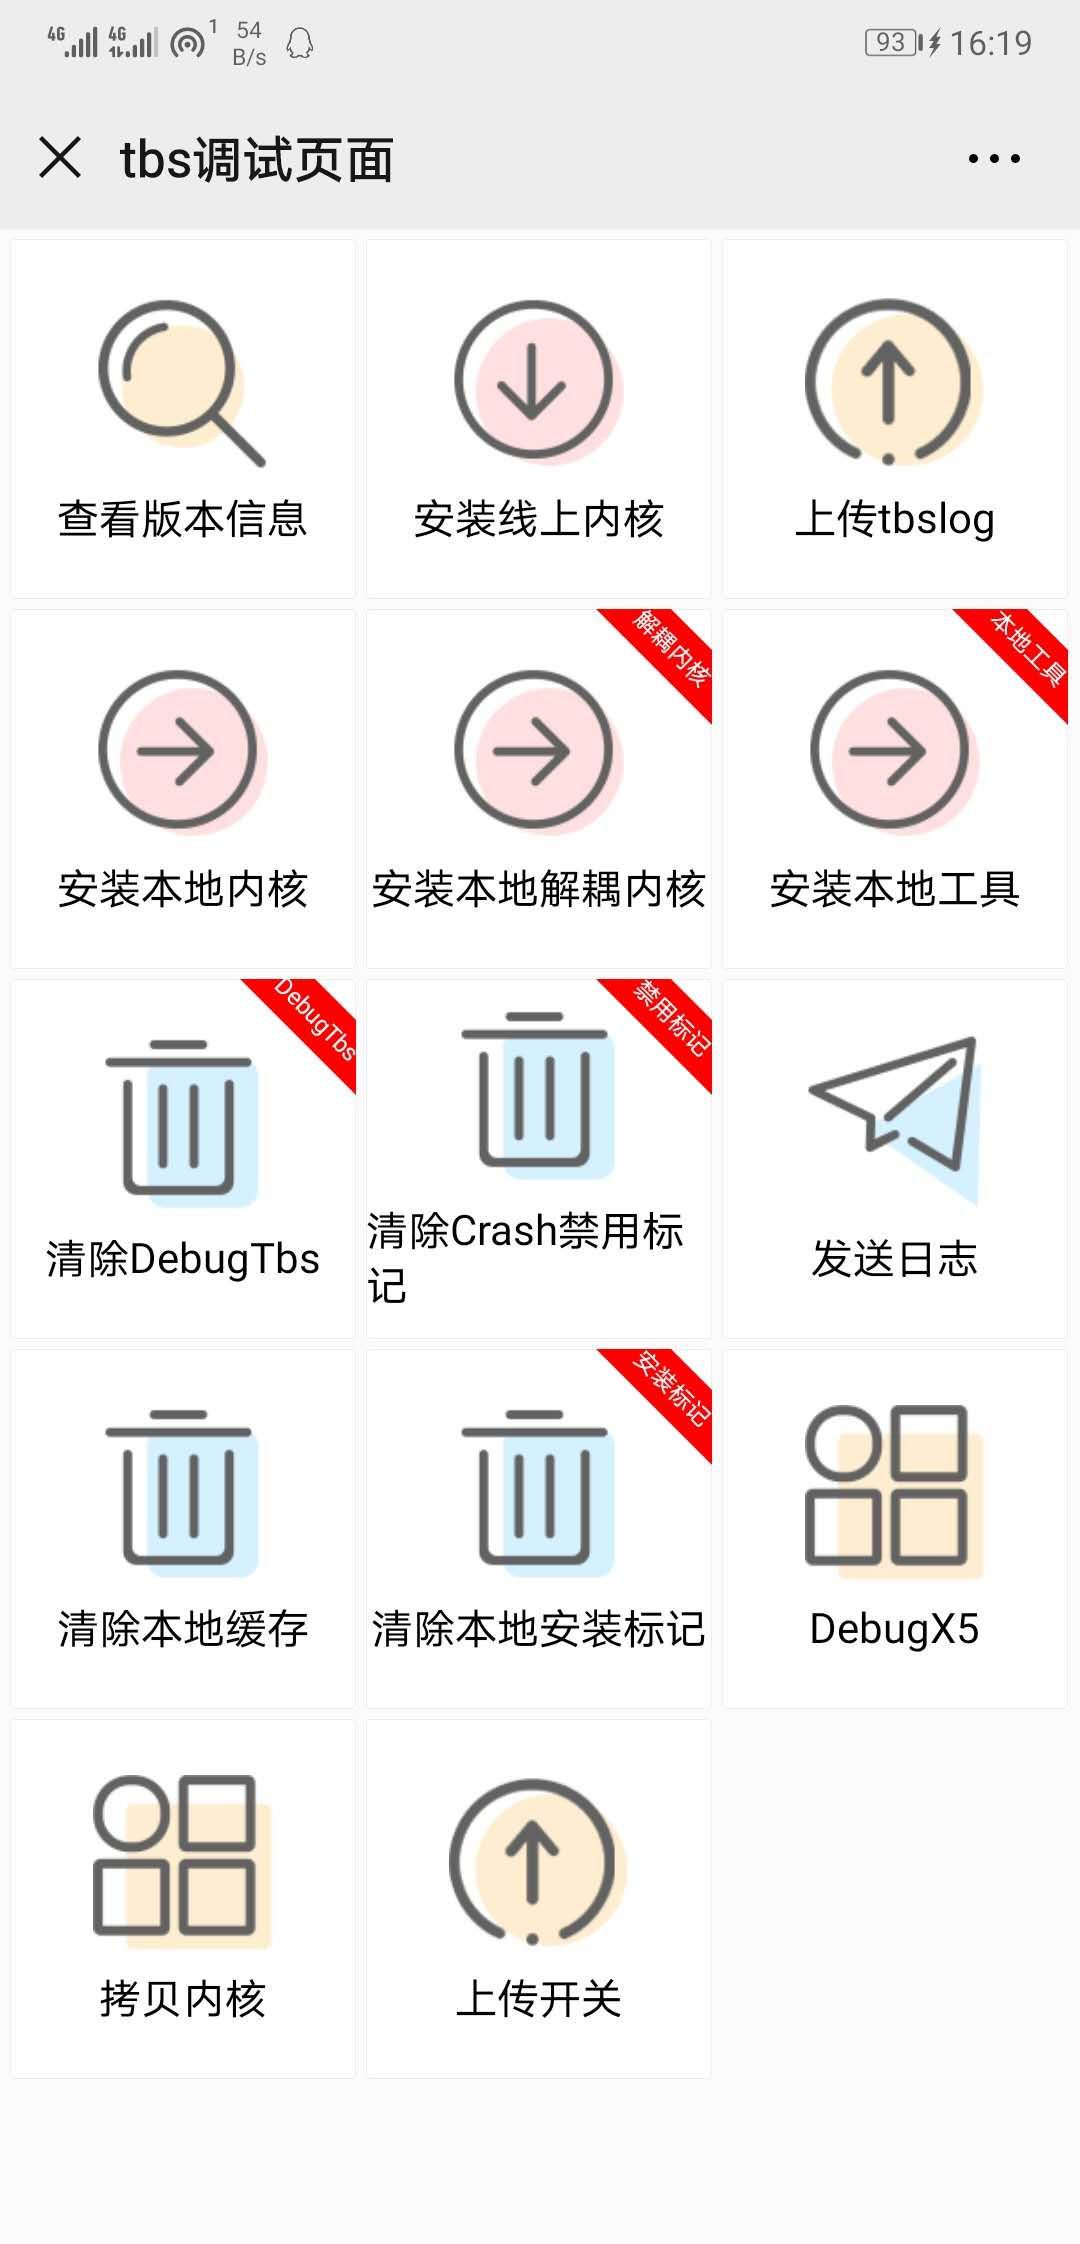 4G 4G 1 54 B/s 93 16:19
tbs调试页面
查看版本信息
安装线上内核
上传tbslog
解耦内核
本地工具
安装本地内核
安装本地解耦内核
安装本地工具
DebugTbs
禁用标记
清除DebugTbs
清除Crash禁用标
记
发送日志
安装标记
清除本地缓存
清除本地安装标记
DebugX5
拷贝内核
上传开关